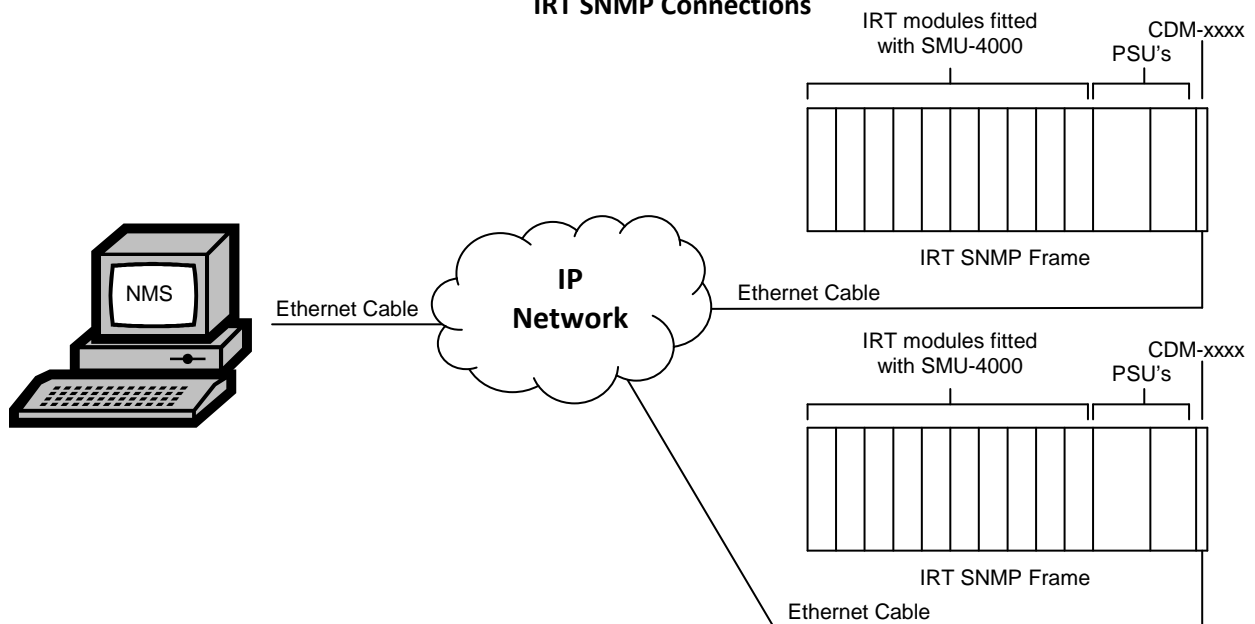 IRT SNMP Connections
IRT modules fitted
with SMU-4000
PSU's
CDM-xxxx
IRT SNMP Frame
NMS
Ethernet Cable
IP
Network
Ethernet Cable
IRT modules fitted
with SMU-4000
PSU's
CDM-xxxx
IRT SNMP Frame
Ethernet Cable